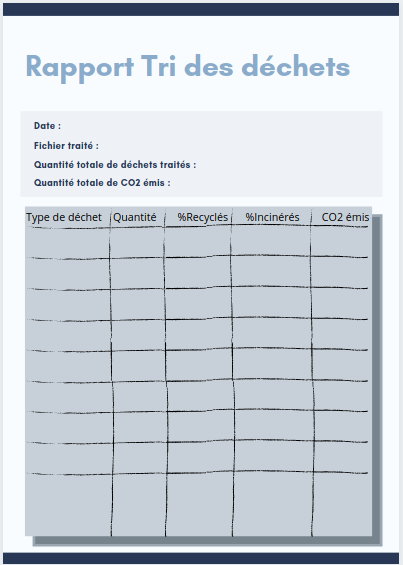 Rapport Tri des déchets
Date :
Fichier traité :
Quantité totale de déchets traités :
Quantité totale de CO2 émis :
Type de déchet Quantité %Recyclés %Incinérés CO2 émis